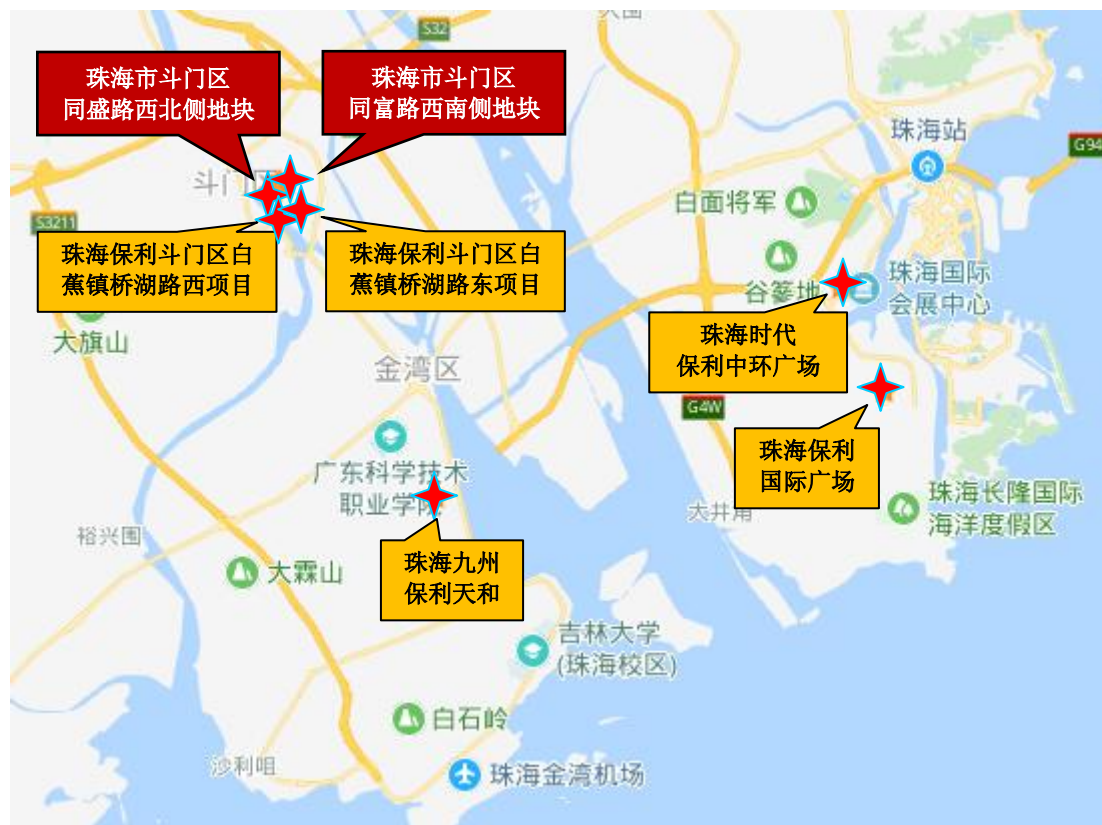 S32
珠海市斗门区
同盛路西北侧地块
珠海市斗门区
同富路西南侧地块
珠海站
G94
斗门区
白面将军
S3211
珠海保利斗门区白
蕉镇桥湖路西项目
珠海保利斗门区白
蕉镇桥湖路东项目
谷篓地
珠海国际
会展中心
大旗山
金湾区
珠海时代
保利中环广场
G4W
珠海保利
国际广场
广东科学技术
职业学院
大井角
珠海长隆国际
海洋度假区
裕兴围
大霖山
珠海九州
保利天和
吉林大学
(珠海校区)
白石岭
沙利咀
珠海金湾机场